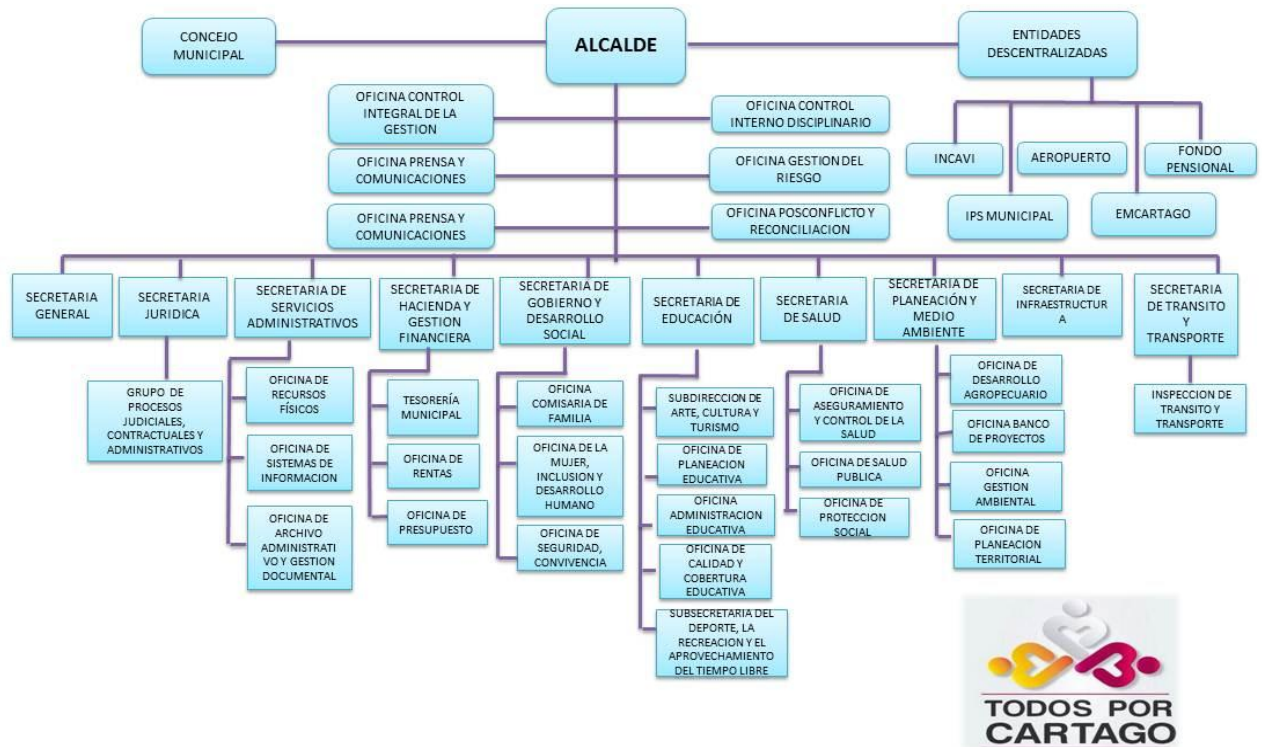 CONCEJO
MUNICIPAL
ALCALDE
ENTIDADES
DESCENTRALIZADAS
OFICINA CONTROL
INTEGRAL DE LA
GESTION
OFICINA CONTROL
INTERNO DISCIPLINARIO
OFICINA PRENSA Y
COMUNICACIONES
OFICINA GESTION DEL
RIESGO
OFICINA PRENSA Y
COMUNICACIONES
OFICINA POSCONFLICTO Y
RECONCILIACION
INCAVI
AEROPUERTO
FONDO
PENSIONAL
IPS MUNICIPAL
EMCARTAGO
SECRETARIA
GENERAL
SECRETARIA
JURIDICA
SECRETARIA DE
SERVICIOS
ADMINISTRATIVOS
SECRETARIA DE
HACIENDA Y
GESTION
FINANCIERA
SECRETARIA DE
GOBIERNO Y
DESARROLLO
SOCIAL
SECRETARIA DE
EDUCACIÓN
SECRETARIA
DE SALUD
SECRETARIA DE
PLANEACIÓN Y
MEDIO
AMBIENTE
SECRETARIA DE
INFRAESTRUCTUR
A
SECRETARIA
DE TRANSITO
Y
TRANSPORTE
GRUPO DE
PROCESOS
JUDICIALES,
CONTRACTUALES Y
ADMINISTRATIVOS
OFICINA DE
RECURSOS
FÍSICOS
OFICINA DE
SISTEMAS DE
INFORMACION
OFICINA DE
ARCHIVO
ADMINISTRATI
VO Y GESTION
DOCUMENTAL
TESORERÍA
MUNICIPAL
OFICINA DE
RENTAS
OFICINA DE
PRESUPUESTO
OFICINA
COMISARIA DE
FAMILIA
OFICINA DE LA
MUJER,
INCLUSION Y
DESARROLLO
HUMANO
OFICINA DE
SEGURIDAD,
CONVIVENCIA
SUBDIRECCION DE
ARTE, CULTURA Y
TURISMO
OFICINA DE
PLANEACION
EDUCATIVA
OFICINA
ADMINISTRACION
EDUCATIVA
OFICINA DE
CALIDAD Y
COBERTURA
EDUCATIVA
SUBSECRETARIA DEL
DEPORTE, LA
RECREACION Y EL
APROVECHAMIENTO
DEL TIEMPO LIBRE
OFICINA DE
ASEGURAMIENTO
Y CONTROL DE LA
SALUD
OFICINA DE SALUD
PUBLICA
OFICINA DE
PROTECCION
SOCIAL
OFICINA DE
DESARROLLO
AGROPECUARIO
OFICINA BANCO
DE PROYECTOS
OFICINA
GESTION
AMBIENTAL
OFICINA DE
PLANEACION
TERRITORIAL
INSPECCION DE
TRANSITO Y
TRANSPORTE
TODOS POR
CARTAGO